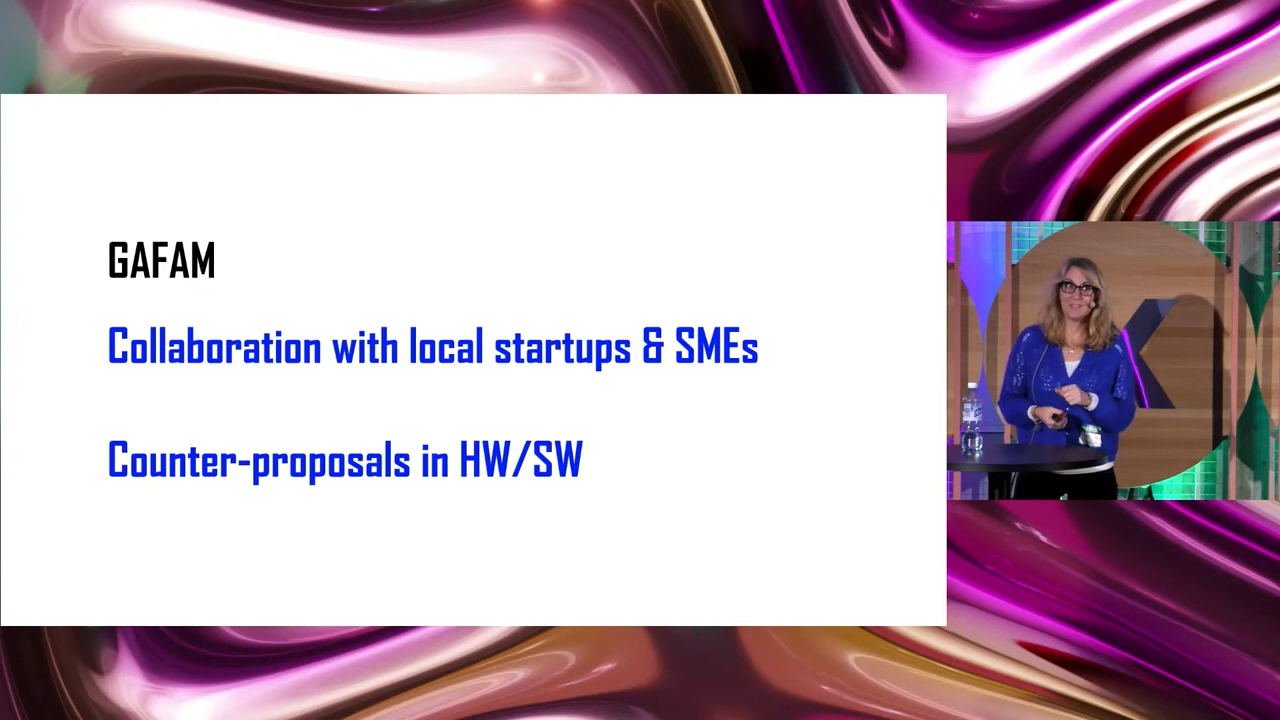 GAFAM
Collaboration with local startups & SMEs
Counter-proposals in HW/SW